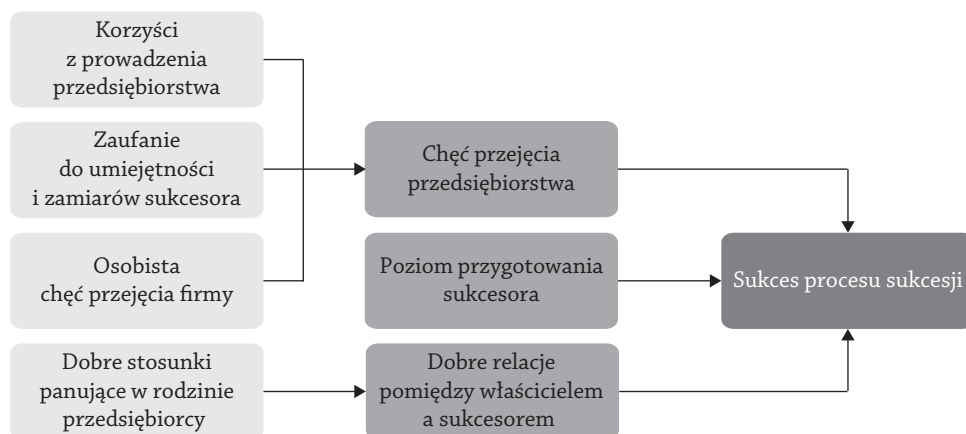 Korzyści
z prowadzenia
przedsiębiorstwa
Zaufanie
do umiejętności
i zamiarów sukcesora
Osobista
chęć przejęcia firmy
Dobre stosunki
panujące w rodzinie
przedsiębiorcy
Chęć przejęcia
przedsiębiorstwa
Poziom przygotowania
sukcesora
Dobre relacje
pomiędzy właścicielem
a sukcesorem
Sukces procesu sukcesji